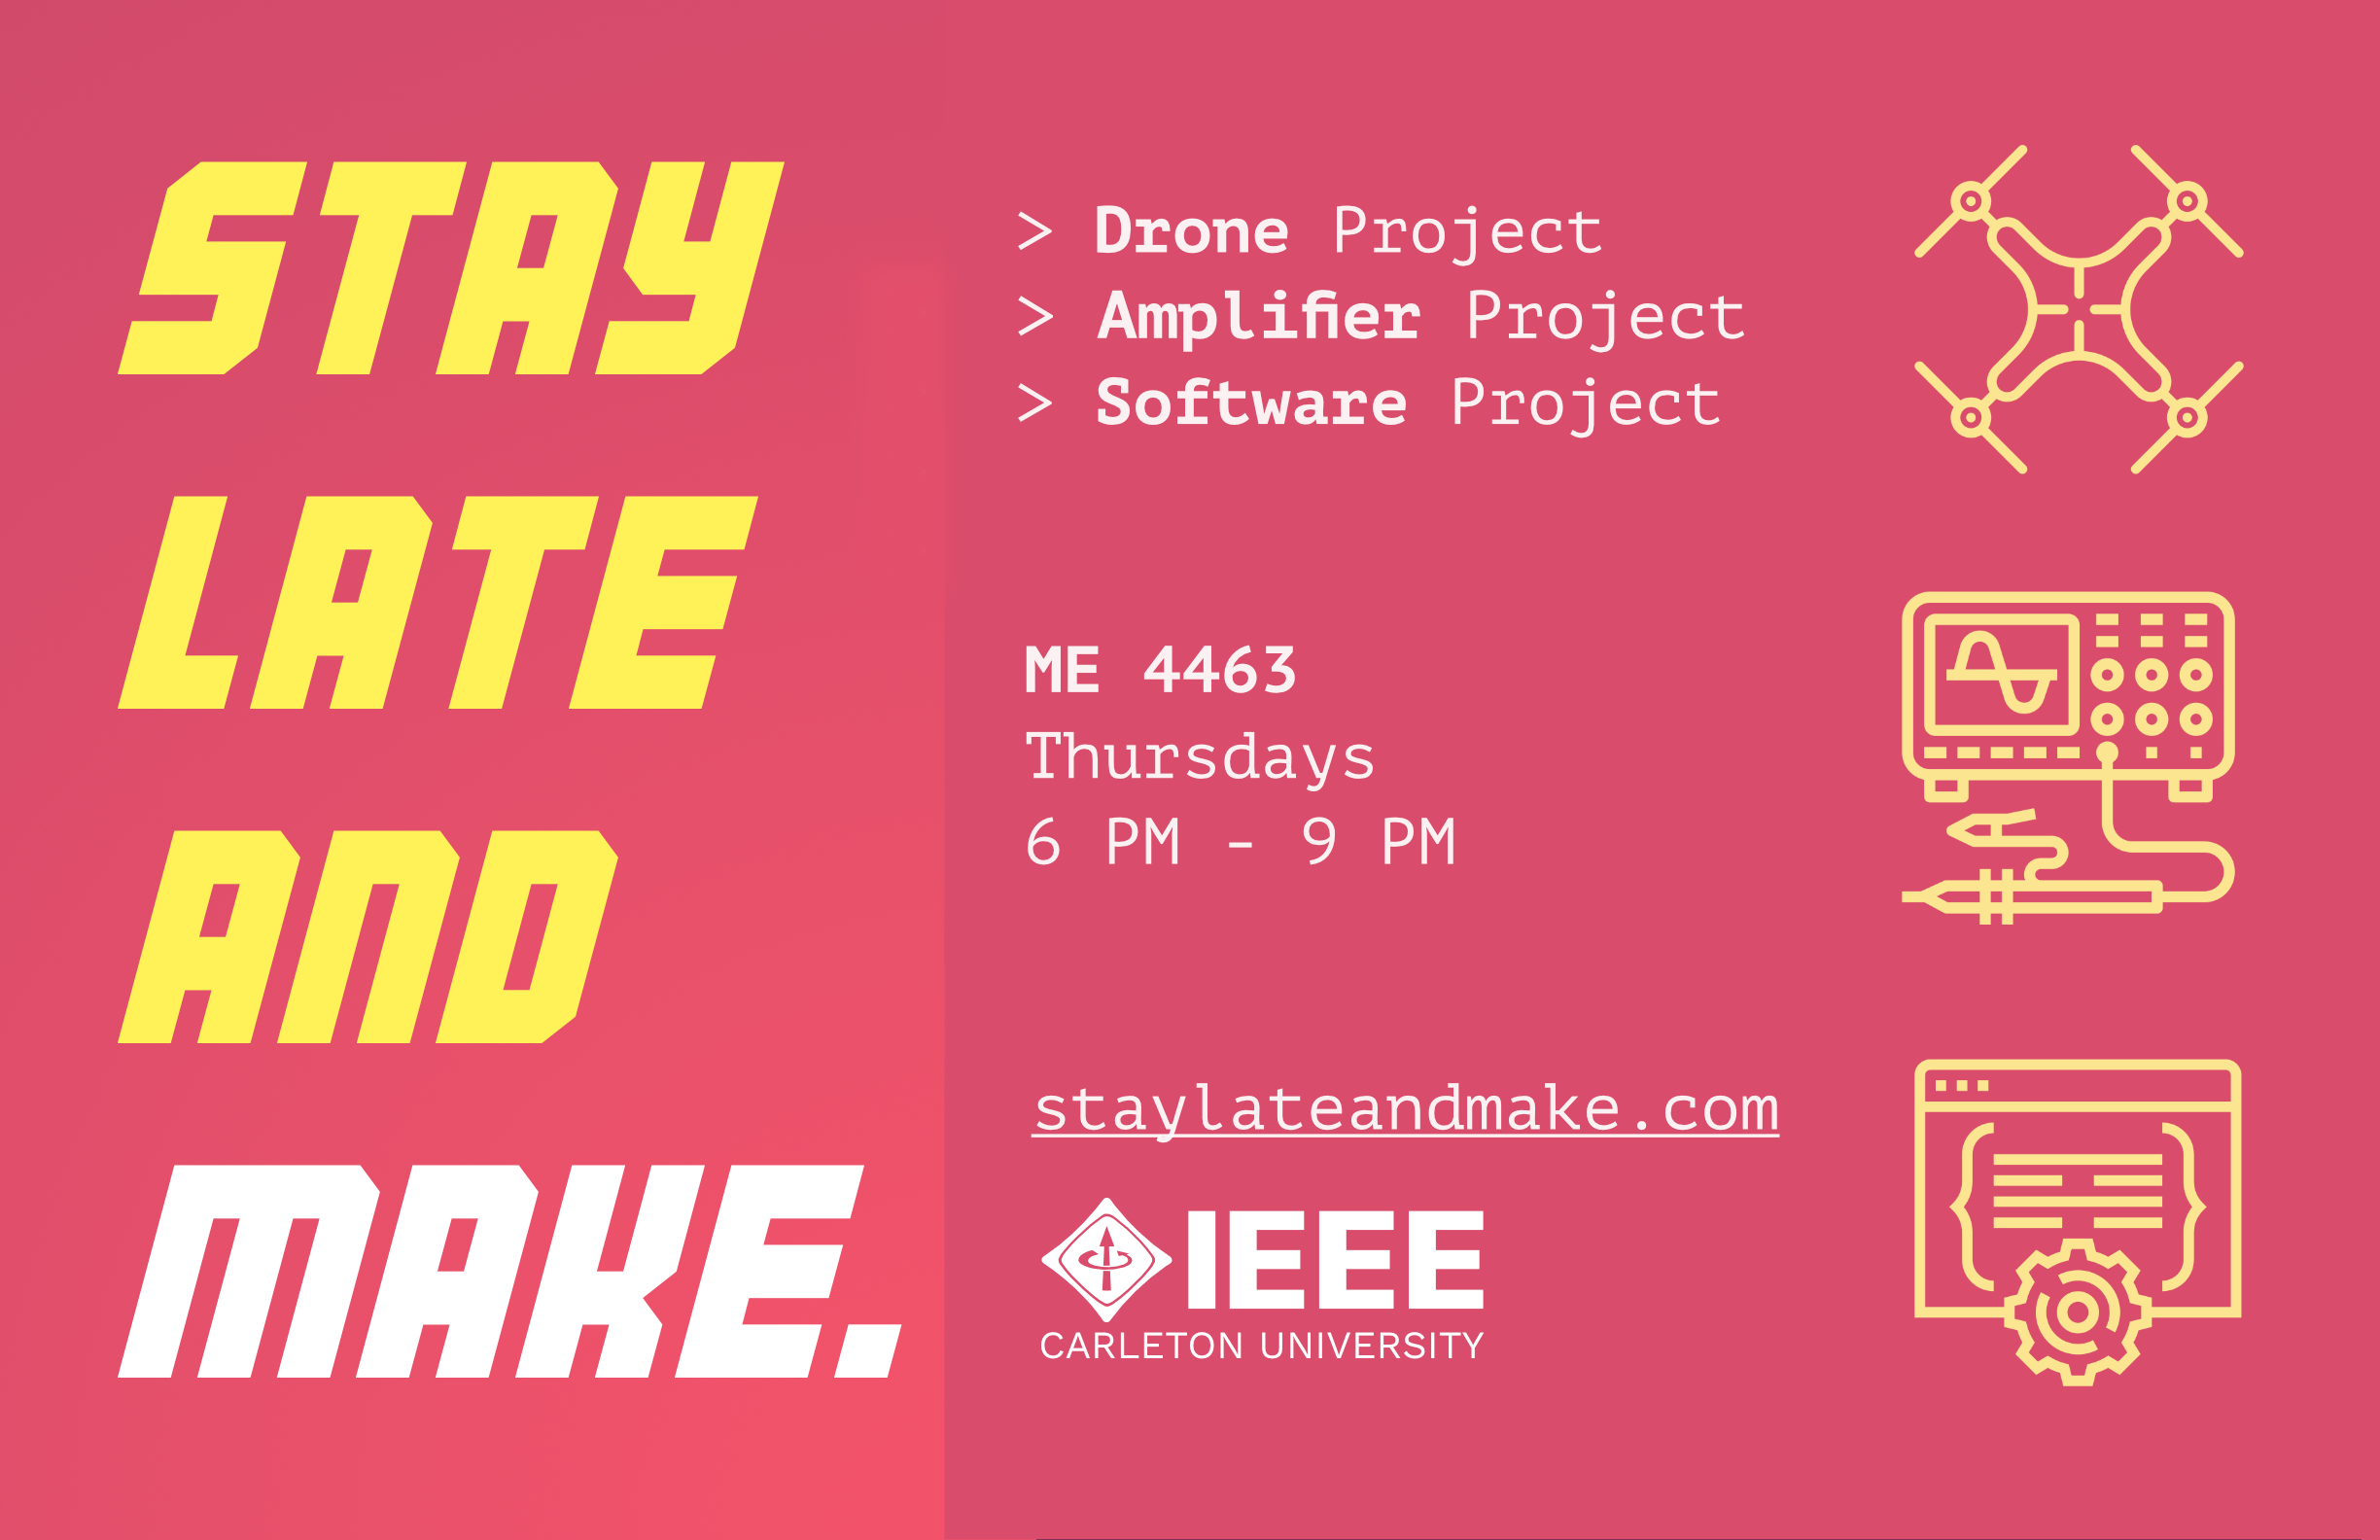 STAY
LATE
AND
MAKE.
> Drone Project
> Amplifier Project
> Software Project
ME 4463
Thursdays
6 PM - 9 PM
staylateandmake.com
IEEE
CARLETON UNIVERSITY